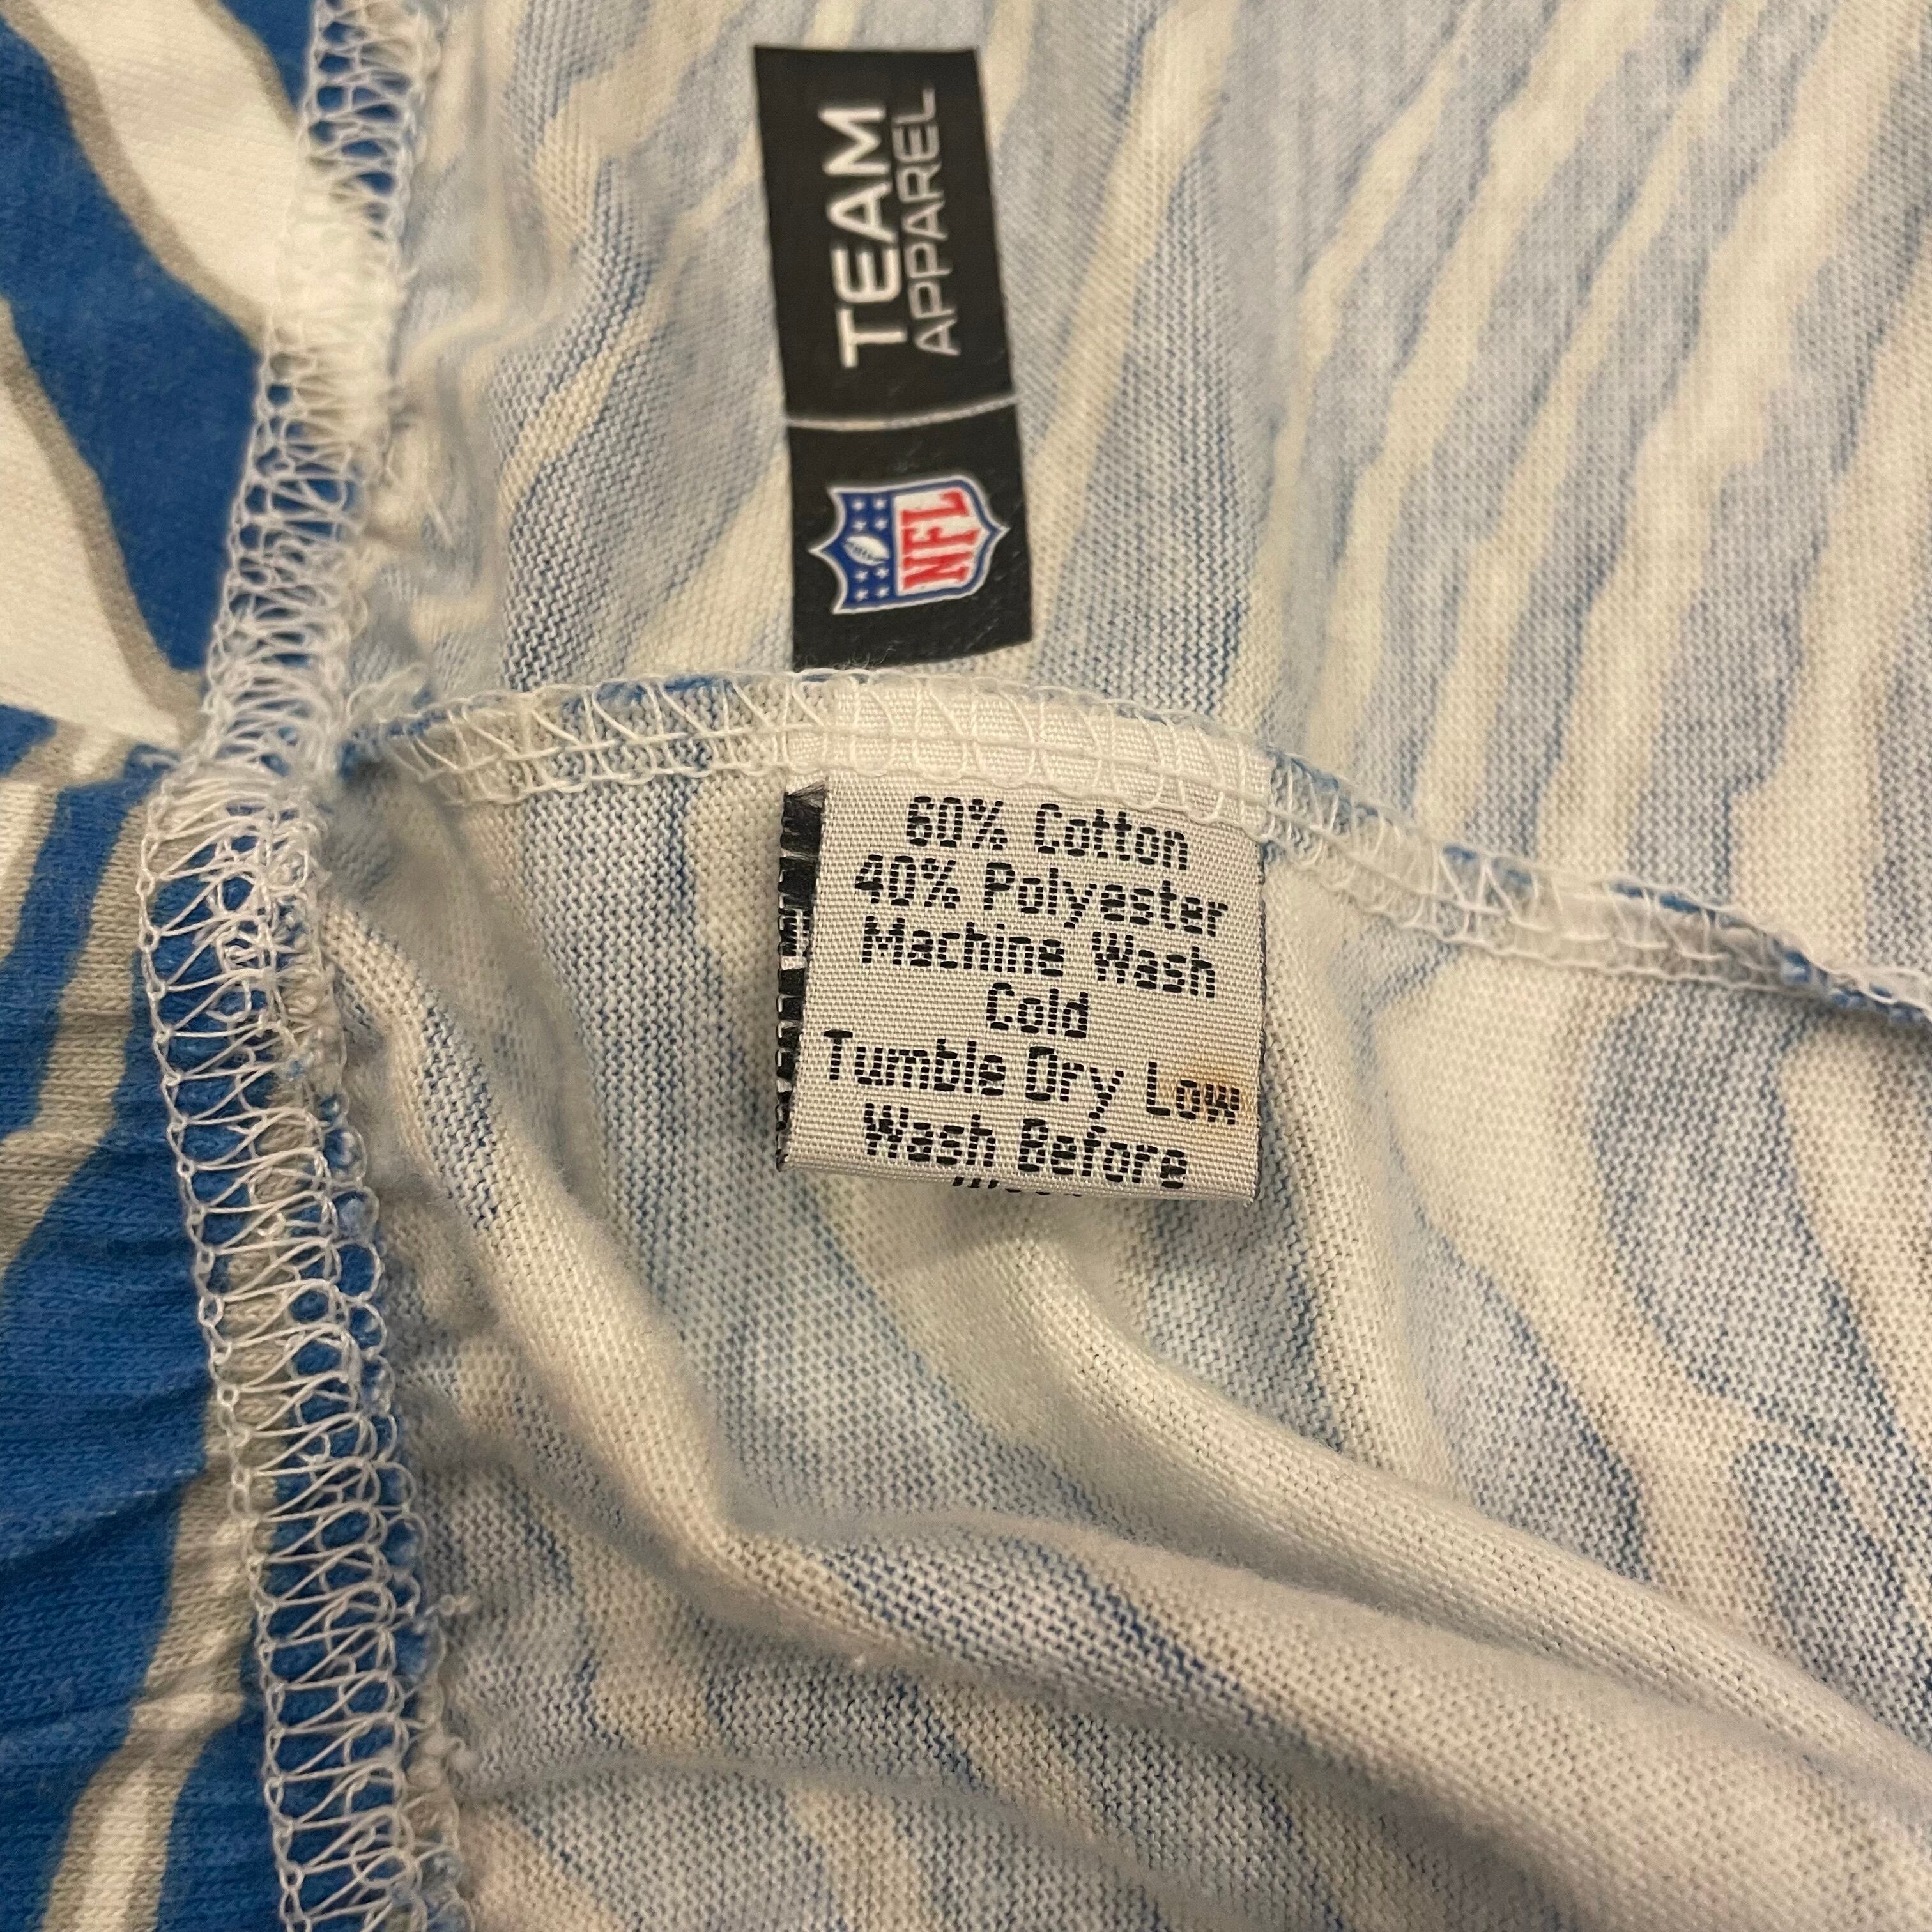 TEAM
APPAREL
NFL
60% Cotton
40% Polyester
Machine Wash
Cold
Tumble Dry Low
Wash Before